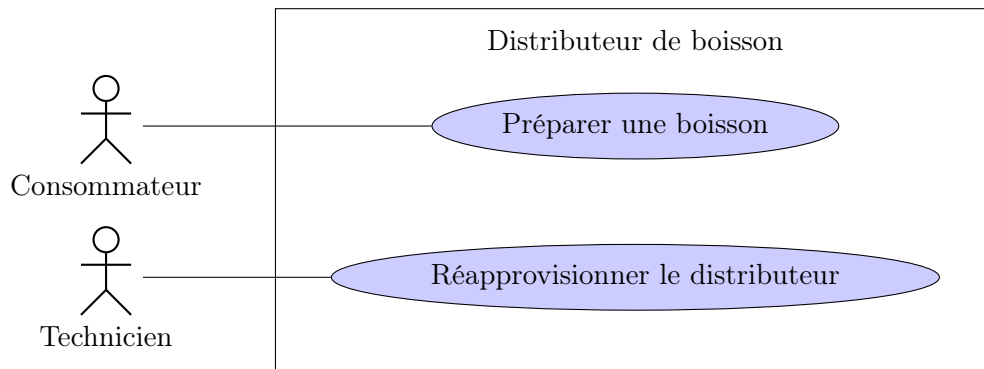 Distributeur de boisson
Préparer une boisson
Consommateur
Réapprovisionner le distributeur
Technicien